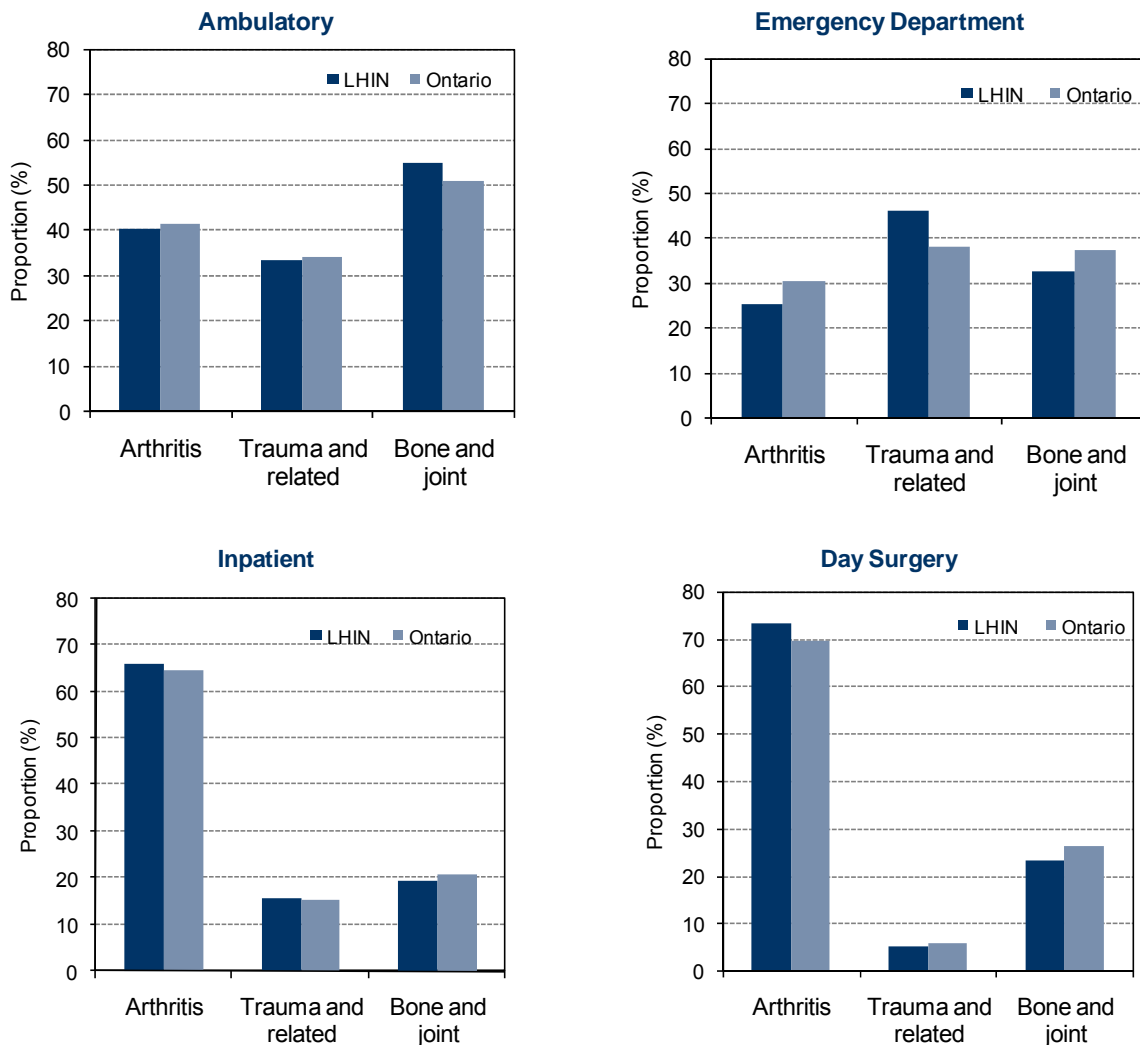 Ambulatory
80
70
60
50
40
30
20
10
0
Proportion (%)
LHIN Ontario
Arthritis
Trauma and
related
Bone and
joint
Emergency Department
80
70
60
50
40
30
20
10
0
Proportion (%)
LHIN Ontario
Arthritis
Trauma and
related
Bone and
joint
Inpatient
80
70
60
50
40
30
20
10
0
Proportion (%)
LHIN Ontario
Arthritis
Trauma and
related
Bone and
joint
Day Surgery
80
70
60
50
40
30
20
10
0
Proportion (%)
LHIN Ontario
Arthritis
Trauma and
related
Bone and
joint